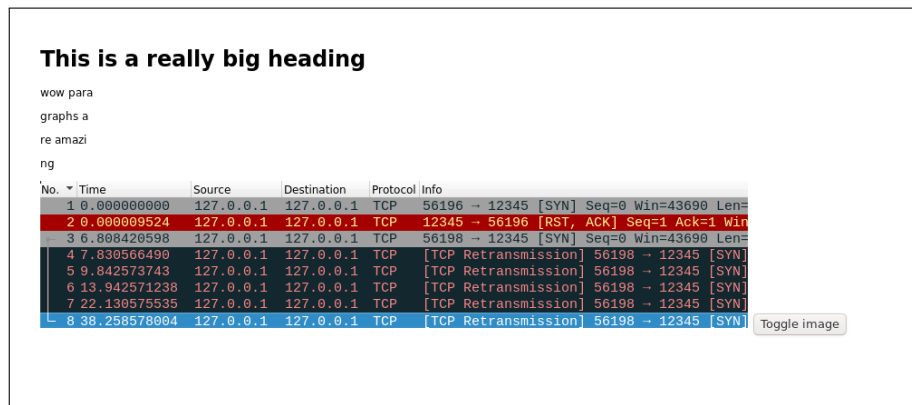 This is a really big heading
wow para
graphs a
re amazi
ng
No. Time Source Destination Protocol Info
1 0.000000000 127.0.0.1 127.0.0.1 TCP 56196 → 12345 [SYN] Seq=0 Win=43690 Len=
2 0.000009524 127.0.0.1 127.0.0.1 TCP 12345 → 56196 [RST, ACK] Seq=1 Ack=1 Win
3 6.808420598 127.0.0.1 127.0.0.1 TCP 56198 → 12345 [SYN] Seq=0 Win=43690 Len=
4 7.830566490 127.0.0.1 127.0.0.1 TCP [TCP Retransmission] 56198 → 12345 [SYN]
5 9.842573743 127.0.0.1 127.0.0.1 TCP [TCP Retransmission] 56198 → 12345 [SYN]
6 13.942571238 127.0.0.1 127.0.0.1 TCP [TCP Retransmission] 56198 → 12345 [SYN]
7 22.130575535 127.0.0.1 127.0.0.1 TCP [TCP Retransmission] 56198 → 12345 [SYN]
8 38.258578004 127.0.0.1 127.0.0.1 TCP [TCP Retransmission] 56198 → 12345 [SYN]
Toggle image